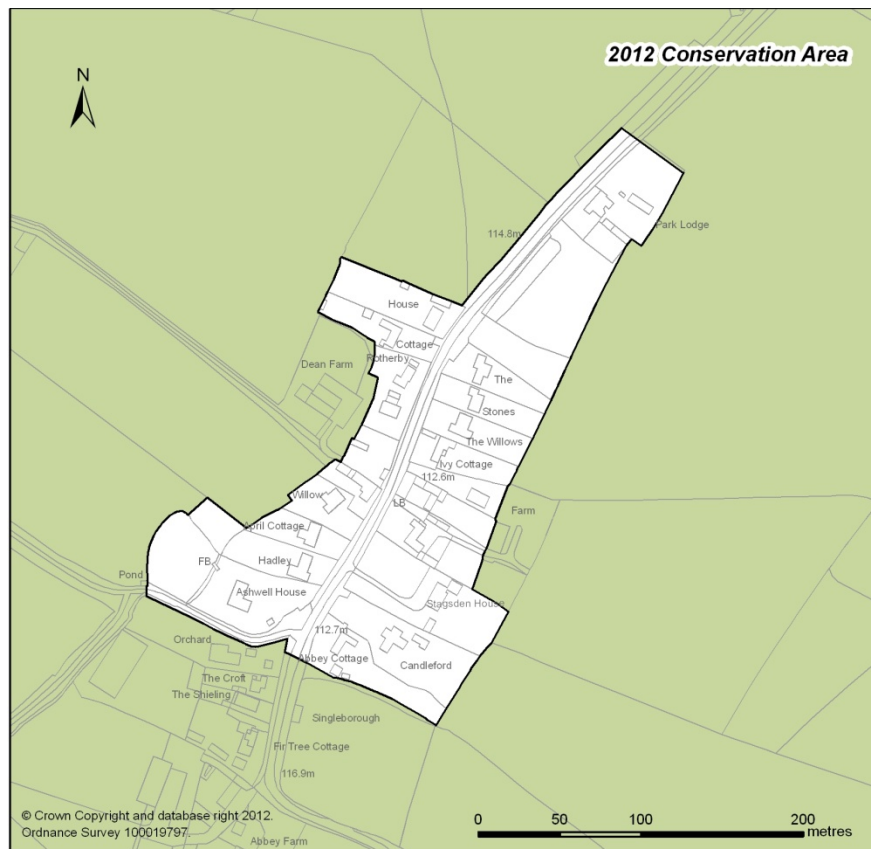 2012 Conservation Area
N
Park Lodge
114.8m
House
Cottage
Rotherby
Dean Farm
The
Stones
The Willows
Ivy Cottage
112.6m
Willow
LB
Farm
April Cottage
FB
Hadley
Pond
Ashwell House
Stagsden House
112.7m
Orchard
Abbey Cottage
Candleford
The Croft
The Shieling
Singleborough
Fir Tree Cottage
116.9m
© Crown Copyright and database right 2012.
Ordnance Survey 100019797.
Abbey Farm
0 50 100 200
metres